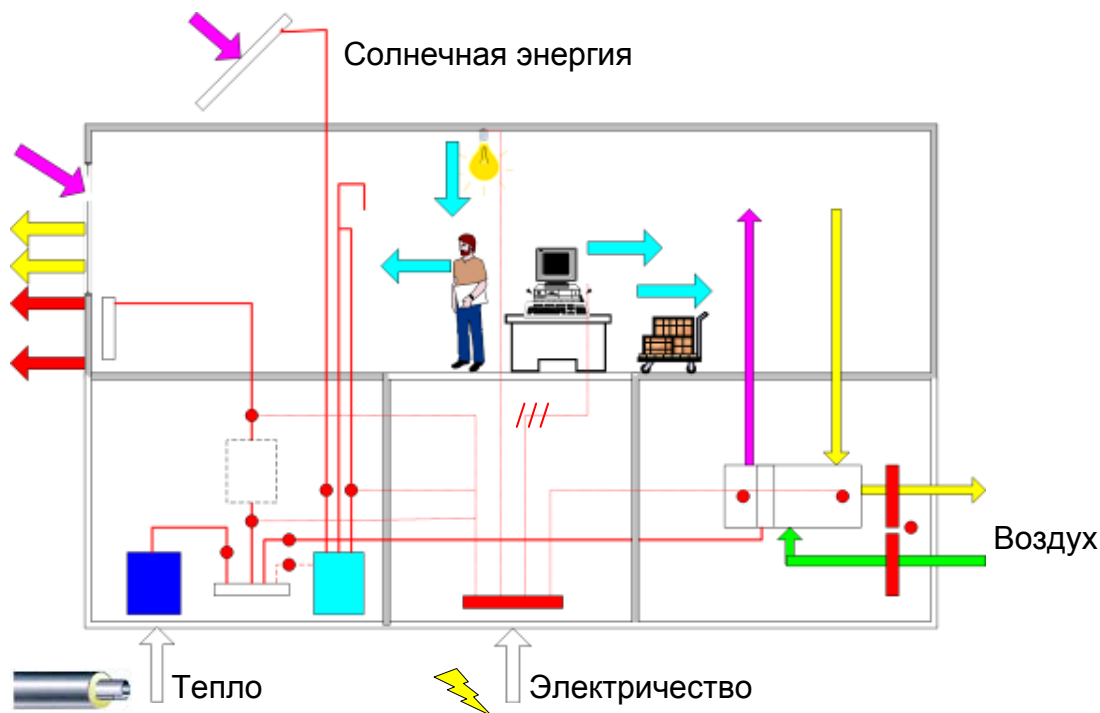 Солнечная энергия
Воздух
Тепло
Электричество